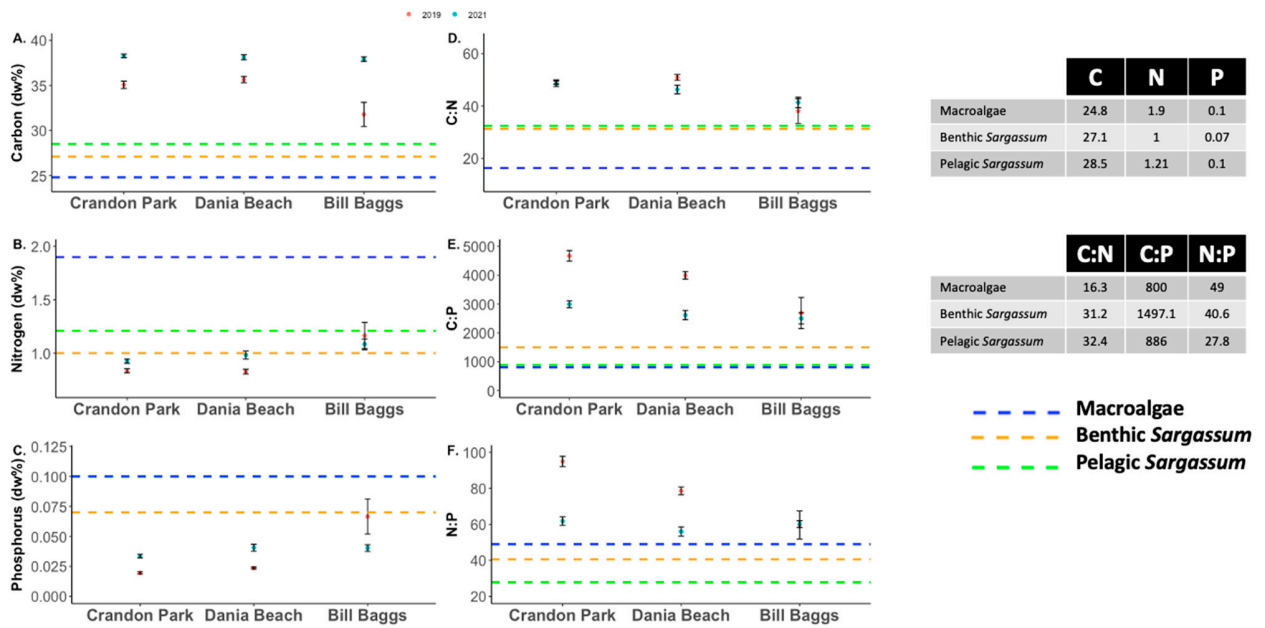 2019 2021
A.
Carbon (dw%)
40
35
30
25
Crandon Park Dania Beach Bill Baggs
D.
C:N
60
40
20
Crandon Park Dania Beach Bill Baggs
B.
Nitrogen (dw%)
2.0
1.5
1.0
Crandon Park Dania Beach Bill Baggs
E.
C:P
5000
4000
3000
2000
1000
0
Crandon Park Dania Beach Bill Baggs
C.
Phosphorus (dw%)
0.125
0.100
0.075
0.050
0.025
0.000
Crandon Park Dania Beach Bill Baggs
F.
N:P
100
80
60
40
20
Crandon Park Dania Beach Bill Baggs
C N P
Macroalgae 24.8 1.9 0.1
Benthic Sargassum 27.1 1 0.07
Pelagic Sargassum 28.5 1.21 0.1
C:N C:P N:P
Macroalgae 16.3 800 49
Benthic Sargassum 31.2 1497.1 40.6
Pelagic Sargassum 32.4 886 27.8
Macroalgae
Benthic Sargassum
Pelagic Sargassum